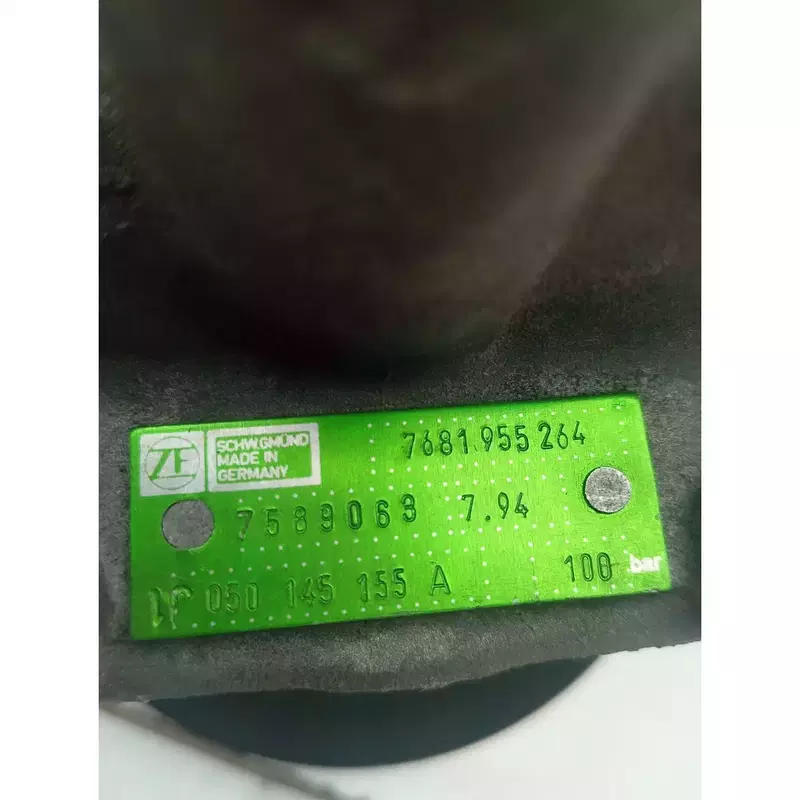 ZF
SCHW.GMÜND
MADE IN
GERMANY
7681 955 264
7589063 7.94
050 145 155 A 100 bar